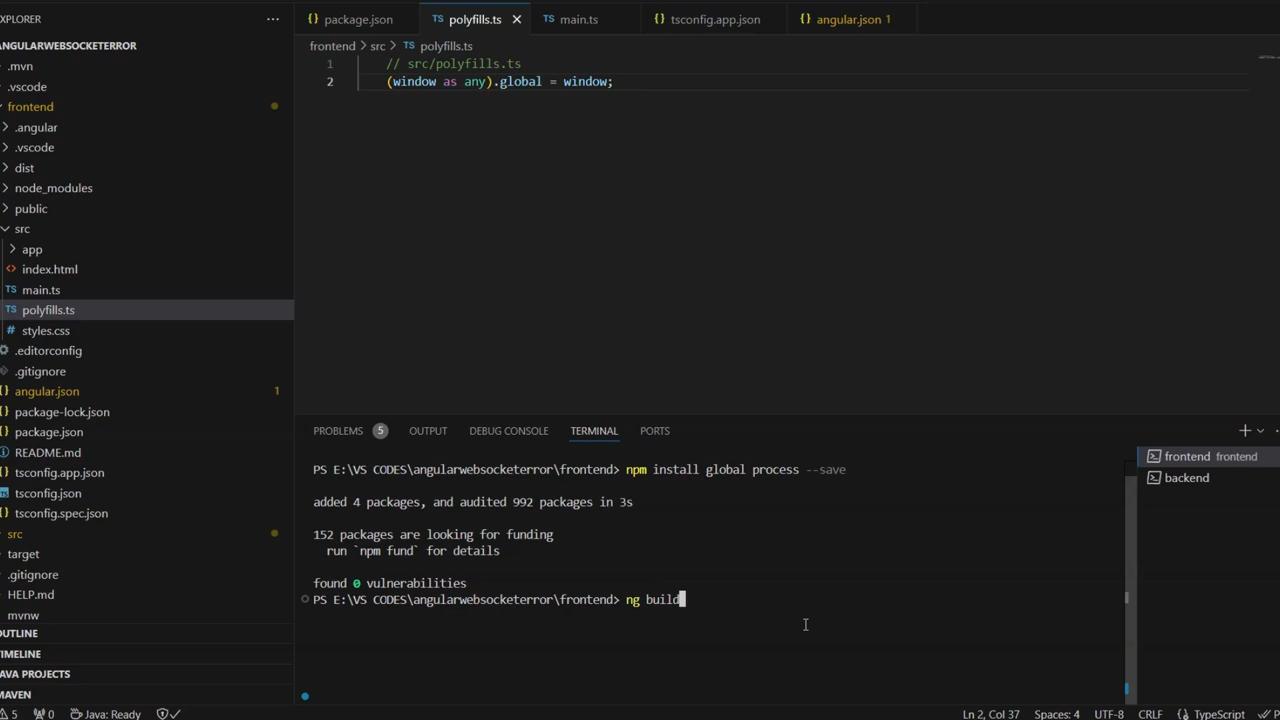 EXPLORER
ANGULARWEBSOCKETERROR
.mvn
.vscode
frontend
.angular
.vscode
dist
node_modules
public
src
app
index.html
main.ts
polyfills.ts
styles.css
.editorconfig
.gitignore
angular.json 1
package-lock.json
package.json
README.md
tsconfig.app.json
tsconfig.json
tsconfig.spec.json
src
target
.gitignore
HELP.md
mvnw
OUTLINE
TIMELINE
JAVA PROJECTS
MAVEN
package.json
polyfills.ts
main.ts
tsconfig.app.json
angular.json 1
frontend > src > TS polyfills.ts
1 // src/polyfills.ts
2 (window as any).global = window;
PROBLEMS 5 OUTPUT DEBUG CONSOLE TERMINAL PORTS
PS E:\VS CODES\angularwebsocketerror\frontend> npm install global process --save
added 4 packages, and audited 992 packages in 3s
152 packages are looking for funding
run `npm fund` for details
found 0 vulnerabilities
PS E:\VS CODES\angularwebsocketerror\frontend> ng build
frontend frontend
backend
5 0 Java: Ready
Ln 2, Col 37 Spaces: 4 UTF-8 CRLF TypeScript